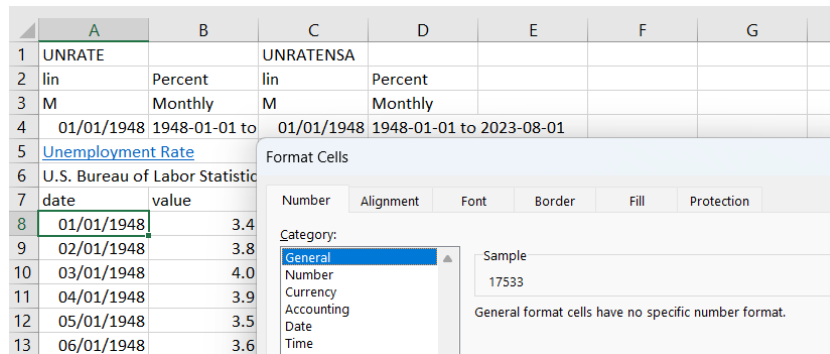 A B C D E F G
1 UNRATE UNRATENSA
2 lin Percent lin Percent
3 M Monthly M Monthly
4 01/01/1948 1948-01-01 to 01/01/1948 1948-01-01 to 2023-08-01
5 Unemployment Rate
Format Cells
6 U.S. Bureau of Labor Statistic
7 date value
Number Alignment Font Border Fill Protection
8 01/01/1948 3.4
Category:
9 02/01/1948 3.8
General
Sample
10 03/01/1948 4.0
Number
17533
11 04/01/1948 3.9
Currency
Accounting
General format cells have no specific number format.
12 05/01/1948 3.5
Date
13 06/01/1948 3.6
Time